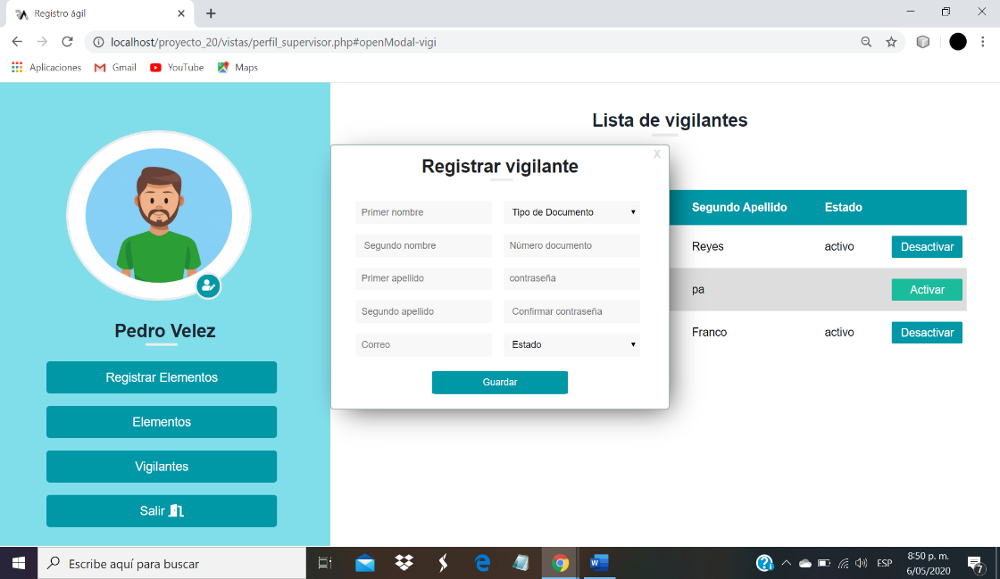 Registro ágil
localhost/proyecto_20/vistas/perfil_supervisor.php#openModal-vigi
Aplicaciones Gmail YouTube Maps
Pedro Velez
Registrar Elementos
Elementos
Vigilantes
Salir
Lista de vigilantes
Segundo Apellido Estado
Reyes activo Desactivar
pa Activar
Franco activo Desactivar
X
Registrar vigilante
Primer nombre Tipo de Documento
Segundo nombre Número documento
Primer apellido contraseña
Segundo apellido Confirmar contraseña
Correo Estado
Guardar
Escribe aquí para buscar
ESP
8:50 p. m.
6/05/2020
7